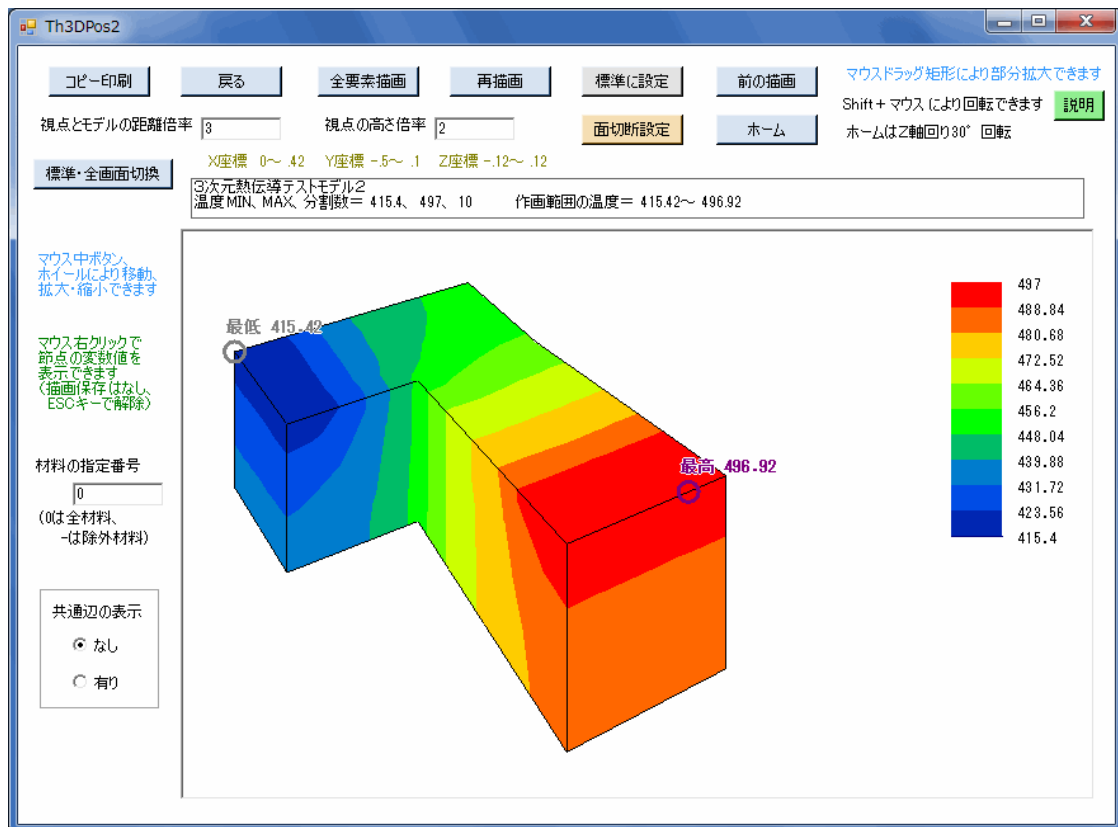 Th3DPos2
コピー印刷
戻る
全要素描画
再描画
標準に設定
前の描画
マウスドラッグ矩形により部分拡大できます
Shift+マウスにより回転できます
説明
視点とモデルの距離倍率 3
視点の高さ倍率 2
面切断設定
ホーム
ホームはZ軸回り30° 回転
標準・全画面切換
X座標 0～ .42 Y座標 -.5～ .1 Z座標 -.12～ .12
3次元熱伝導テストモデル2
温度MIN、MAX、分割数＝ 415.4、 497、 10 作画範囲の温度＝ 415.42～ 496.92
マウス中ボタン、
ホイールにより移動、
拡大・縮小できます
マウス右クリックで
節点の変数値を
表示できます
(描画保存はなし、
ESCキーで解除)
材料の指定番号
0
(0は全材料、
-は除外材料)
共通辺の表示
なし
有り
最低 415.42
最高 496.92
497
488.84
480.68
472.52
464.36
456.2
448.04
439.88
431.72
423.56
415.4